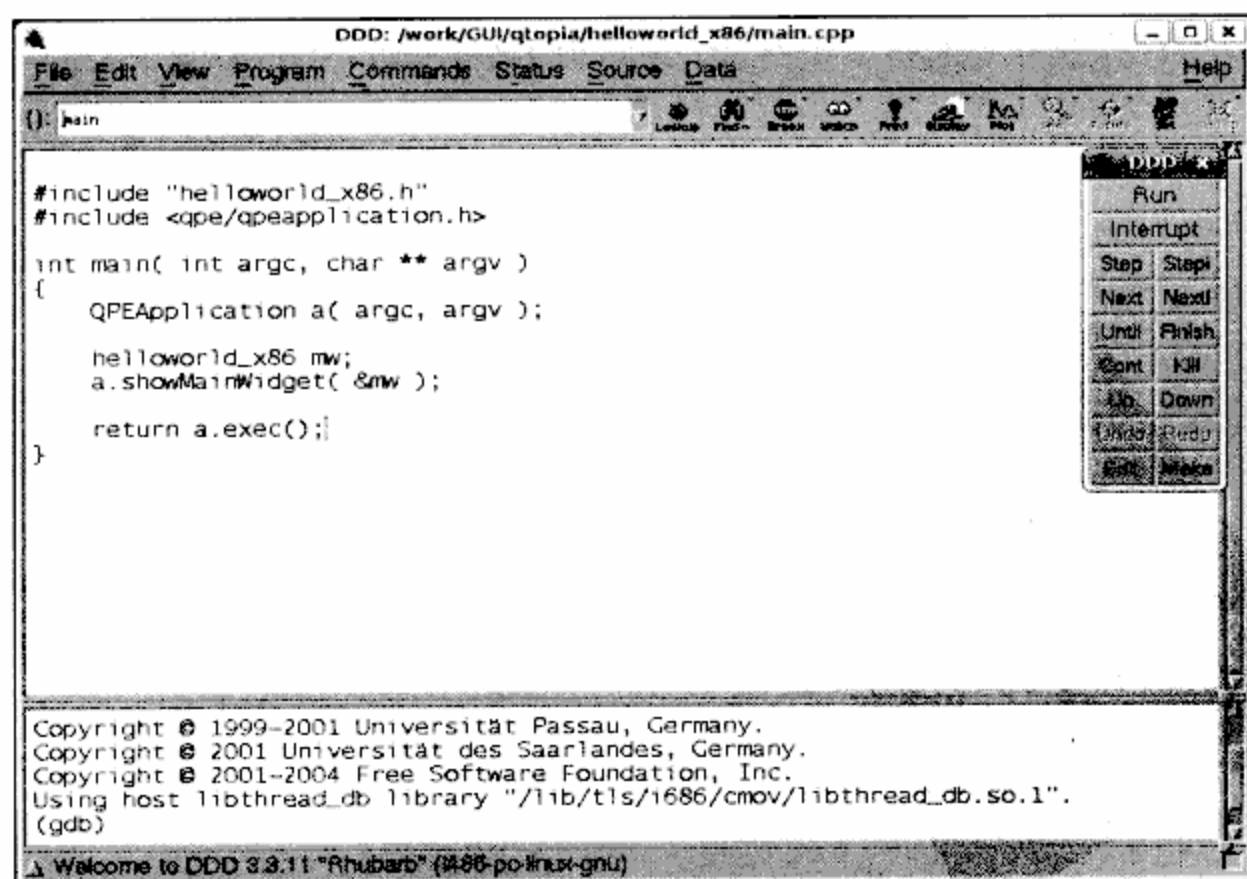 DDD: /work/GUI/qtopia/helloworld_x86/main.cpp
File Edit View Program Commands Status Source Data Help
(): main
#include "helloworld_x86.h"
#include <qpe/qpeapplication.h>
int main( int argc, char ** argv )
{
QPEApplication a( argc, argv );
helloworld_x86 mw;
a.showMainWidget( &mw );
return a.exec();
}
DDD
Run
Interrupt
Step Stepi
Next Nexti
Until Finish
Cont Kill
Up Down
Undo Redo
Edit Make
Copyright © 1999-2001 Universität Passau, Germany.
Copyright © 2001 Universität des Saarlandes, Germany.
Copyright © 2001-2004 Free Software Foundation, Inc.
Using host libthread_db library "/lib/tls/i686/cmov/libthread_db.so.1".
(gdb)
Welcome to DDD 3.3.11 "Rhubarb" (i486-pc-linux-gnu)